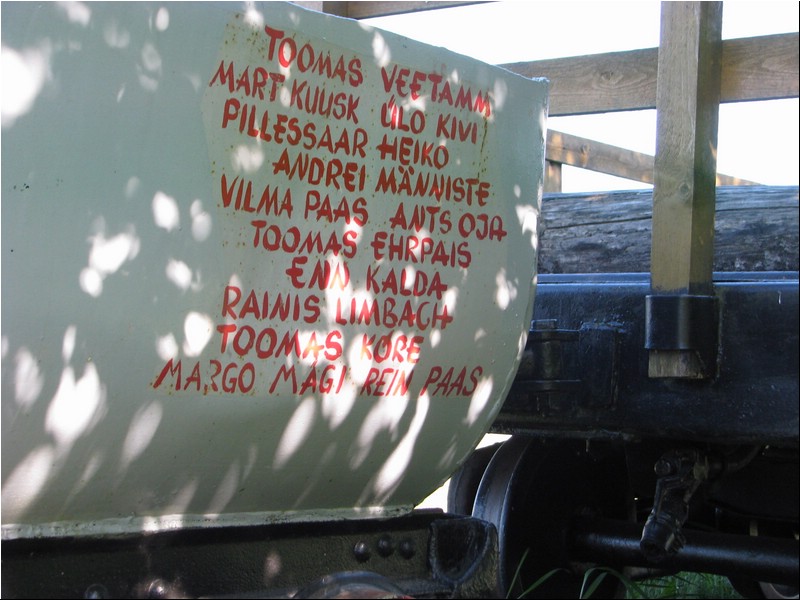 TOOMAS VEETAMM
MART KUUSK ÜLO KIVI
PILLESSAAR HEIKO
ANDREI MÄNNISTE
VILMA PAAS ANTS OJA
TOOMAS EHRPAIS
ENN KALDA
RAINIS LIMBACH
TOOMAS KÕRE
MARGO MÄGI REIN PAAS